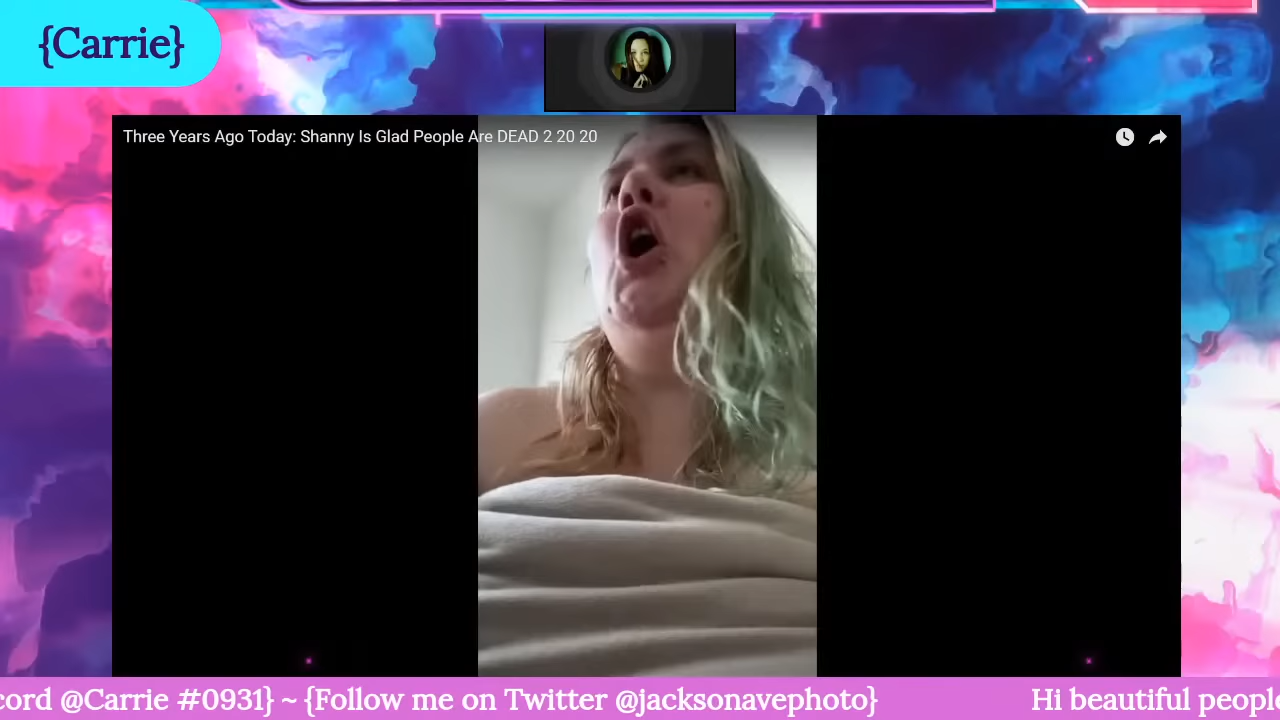 {Carrie}
Three Years Ago Today: Shanny Is Glad People Are DEAD 2 20 20
cord @Carrie #0931} ~ {Follow me on Twitter @jacksonavephoto}
Hi beautiful people